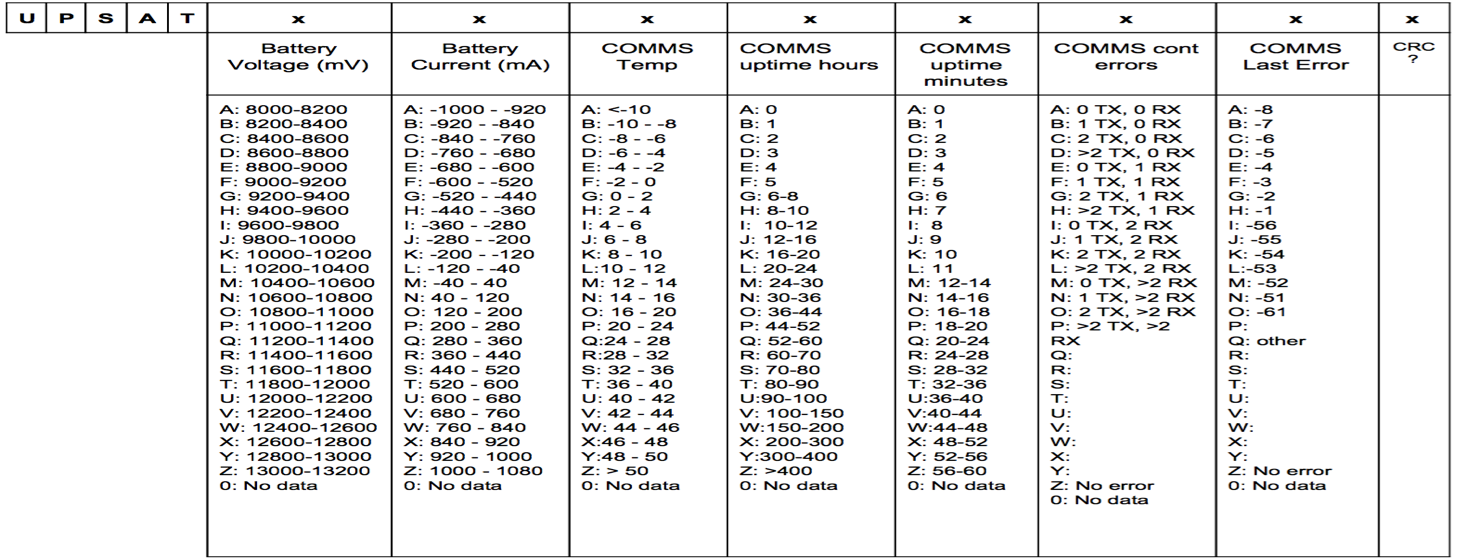 U P S A T x x x x x x x x
Battery Voltage (mV)
A: 8000-8200
B: 8200-8400
C: 8400-8600
D: 8600-8800
E: 8800-9000
F: 9000-9200
G: 9200-9400
H: 9400-9600
I: 9600-9800
J: 9800-10000
K: 10000-10200
L: 10200-10400
M: 10400-10600
N: 10600-10800
O: 10800-11000
P: 11000-11200
Q: 11200-11400
R: 11400-11600
S: 11600-11800
T: 11800-12000
U: 12000-12200
V: 12200-12400
W: 12400-12600
X: 12600-12800
Y: 12800-13000
Z: 13000-13200
0: No data
Battery
Current (mA)
A: -1000 - -920
B: -920 - -840
C: -840 - -760
D: -760 - -680
E: -680 - -600
F: -600 - -520
G: -520 - -440
H: -440 - -360
I: -360 - -280
J: -280 - -200
K: -200 - -120
L: -120 - -40
M: -40 - 40
N: 40 - 120
O: 120 - 200
P: 200 - 280
Q: 280 - 360
R: 360 - 440
S: 440 - 520
T: 520 - 600
U: 600 - 680
V: 680 - 760
W: 760 - 840
X: 840 - 920
Y: 920 - 1000
Z: 1000 - 1080
0: No data
COMMS
Temp
A: <-10
B: -10 - -8
C: -8 - -6
D: -6 - -4
E: -4 - -2
F: -2 - 0
G: 0 - 2
H: 2 - 4
I: 4 - 6
J: 6 - 8
K: 8 - 10
L:10 - 12
M: 12 - 14
N: 14 - 16
O: 16 - 20
P: 20 - 24
Q:24 - 28
R:28 - 32
S: 32 - 36
T: 36 - 40
U: 40 - 42
V: 42 - 44
W: 44 - 46
X:46 - 48
Y:48 - 50
Z: > 50
0: No data
COMMS
uptime hours
A: 0
B: 1
C: 2
D: 3
E: 4
F: 5
G: 6-8
H: 8-10
I: 10-12
J: 12-16
K: 16-20
L: 20-24
M: 24-30
N: 30-36
O: 36-44
P: 44-52
Q: 52-60
R: 60-70
S: 70-80
T: 80-90
U:90-100
V: 100-150
W:150-200
X: 200-300
Y:300-400
Z: >400
0: No data
COMMS
uptime
minutes
A: 0
B: 1
C: 2
D: 3
E: 4
F: 5
G: 6
H: 7
I: 8
J: 9
K: 10
L: 11
M: 12-14
N: 14-16
O: 16-18
P: 18-20
Q: 20-24
R: 24-28
S: 28-32
T: 32-36
U:36-40
V:40-44
W:44-48
X: 48-52
Y: 52-56
Z: 56-60
0: No data
COMMS cont
errors
A: 0 TX, 0 RX
B: 1 TX, 0 RX
C: 2 TX, 0 RX
D: >2 TX, 0 RX
E: 0 TX, 1 RX
F: 1 TX, 1 RX
G: 2 TX, 1 RX
H: >2 TX, 1 RX
I: 0 TX, 2 RX
J: 1 TX, 2 RX
K: 2 TX, 2 RX
L: >2 TX, 2 RX
M: 0 TX, >2 RX
N: 1 TX, >2 RX
O: 2 TX, >2 RX
P: >2 TX, >2
RX
Q:
R:
S:
T:
U:
V:
W:
X:
Y:
Z: No error
0: No data
COMMS
Last Error
A: -8
B: -7
C: -6
D: -5
E: -4
F: -3
G: -2
H: -1
I: -56
J: -55
K: -54
L:-53
M: -52
N: -51
O: -61
P:
Q: other
R:
S:
T:
U:
V:
W:
X:
Y:
Z: No error
0: No data
CRC
?